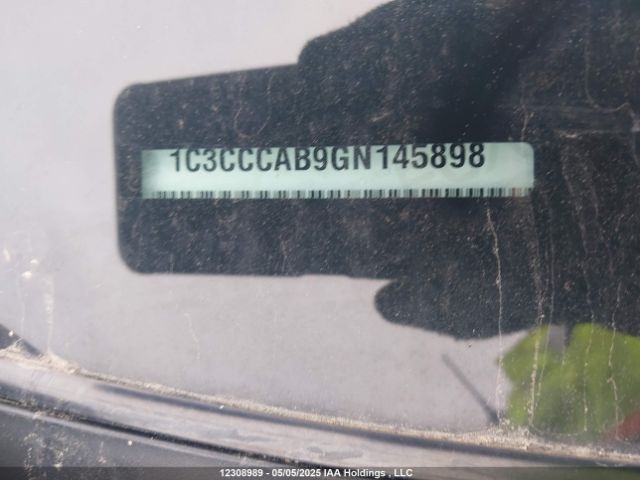 1C3CCCAB9GN145898
12308989 - 05/05/2025 IAA Holdings , LLC